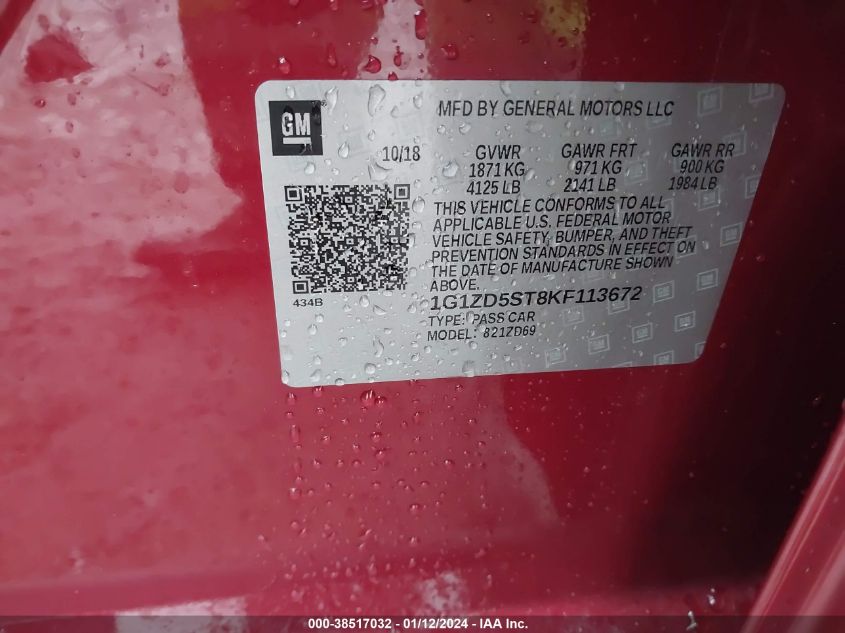 GM
MFD BY GENERAL MOTORS LLC
10/18 GVWR GAWR FRT GAWR RR
1871 KG 971 KG 900 KG
4125 LB 2141 LB 1984 LB
THIS VEHICLE CONFORMS TO ALL
APPLICABLE U.S. FEDERAL MOTOR
VEHICLE SAFETY, BUMPER, AND THEFT
PREVENTION STANDARDS IN EFFECT ON
THE DATE OF MANUFACTURE SHOWN
ABOVE.
434B
1G1ZD5ST8KF113672
TYPE: PASS CAR
MODEL: 821ZD69
000-38517032 - 01/12/2024 - IAA Inc.